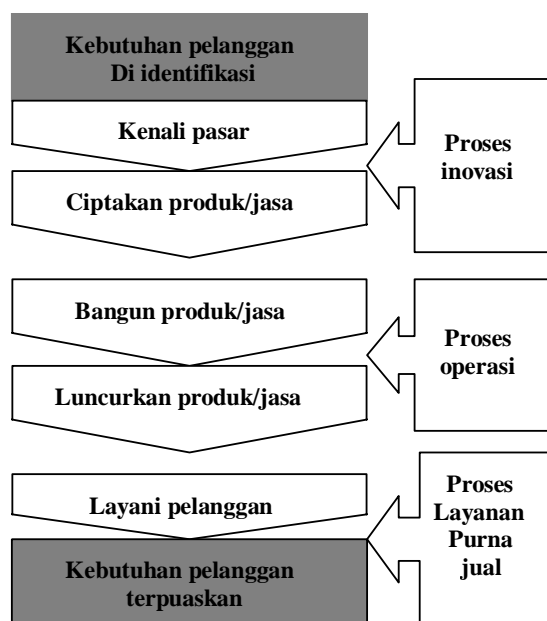 Kebutuhan pelanggan
Di identifikasi
Kenali pasar
Ciptakan produk/jasa
Proses
inovasi
Bangun produk/jasa
Luncurkan produk/jasa
Proses
operasi
Layani pelanggan
Kebutuhan pelanggan
terpuaskan
Proses
Layanan
Purna
jual